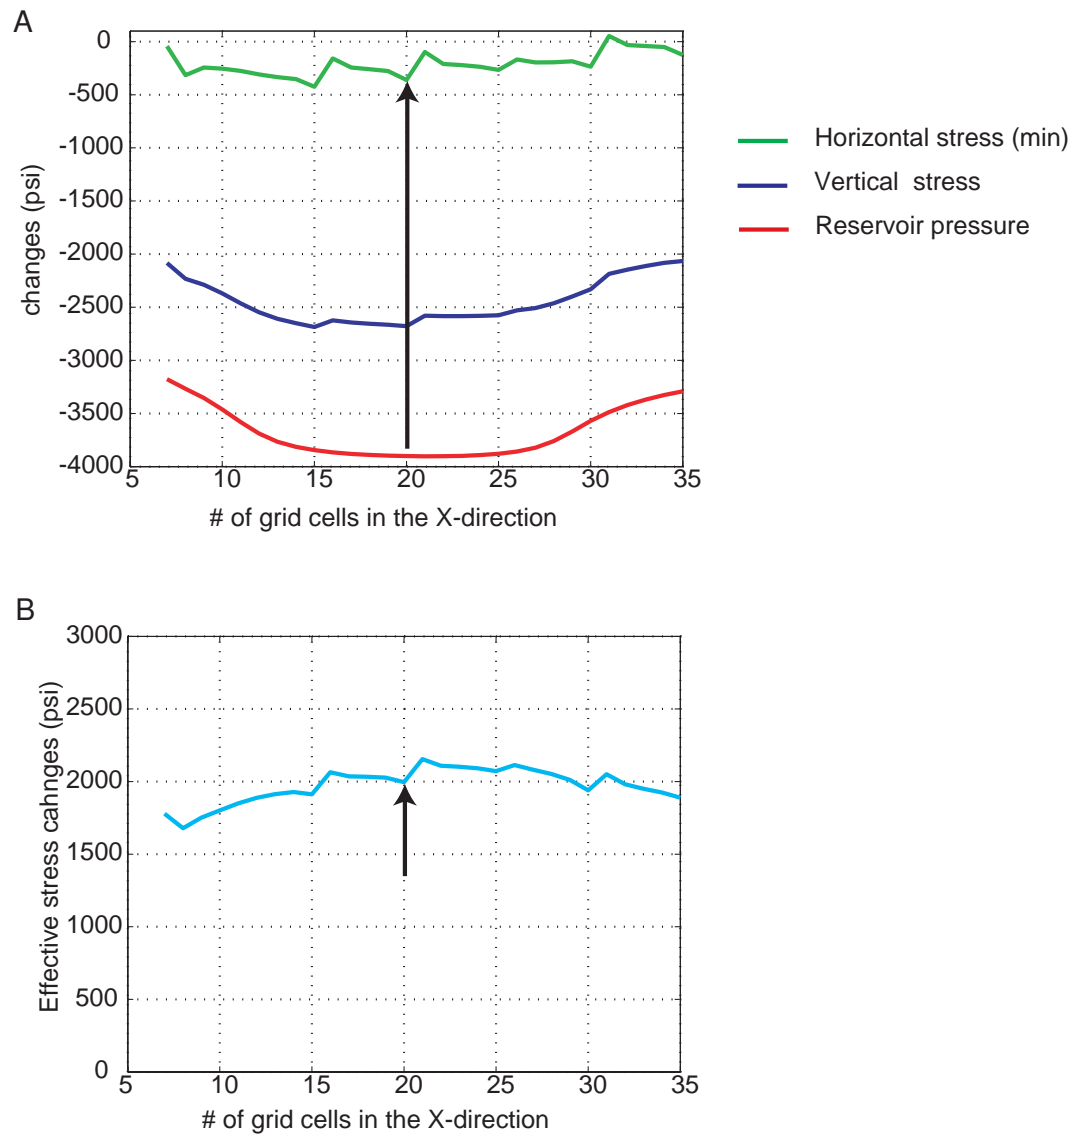 A
0
-500
-1000
-1500
-2000
-2500
-3000
-3500
-4000
changes (psi)
5 10 15 20 25 30 35
# of grid cells in the X-direction
Horizontal stress (min)
Vertical stress
Reservoir pressure
B
3000
2500
2000
1500
1000
500
0
Effective stress cahnges (psi)
5 10 15 20 25 30 35
# of grid cells in the X-direction